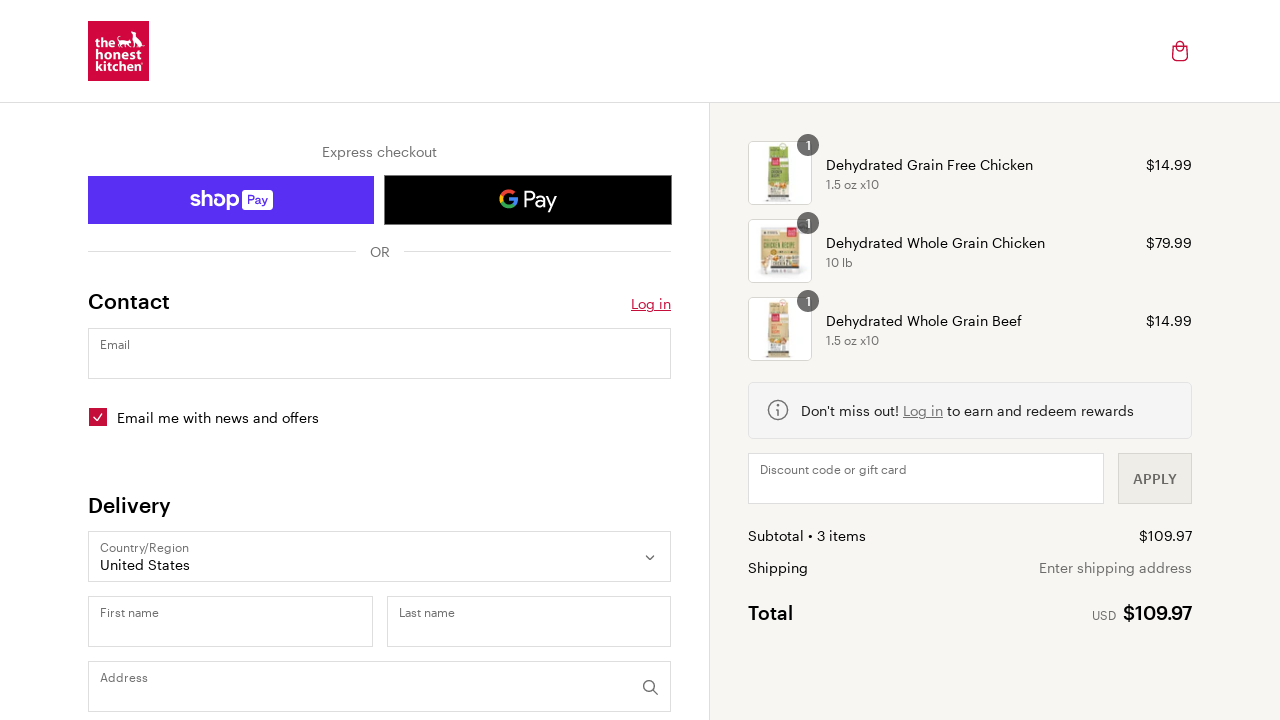 the
honest
kitchen
Express checkout
shop Pay
G Pay
OR
Contact
Log in
Email
Email me with news and offers
Delivery
Country/Region
United States
First name
Last name
Address
1
Dehydrated Grain Free Chicken
$14.99
1.5 oz x10
1
Dehydrated Whole Grain Chicken
$79.99
10 lb
1
Dehydrated Whole Grain Beef
$14.99
1.5 oz x10
Don't miss out! Log in to earn and redeem rewards
Discount code or gift card
APPLY
Subtotal • 3 items
$109.97
Shipping
Enter shipping address
Total
USD $109.97